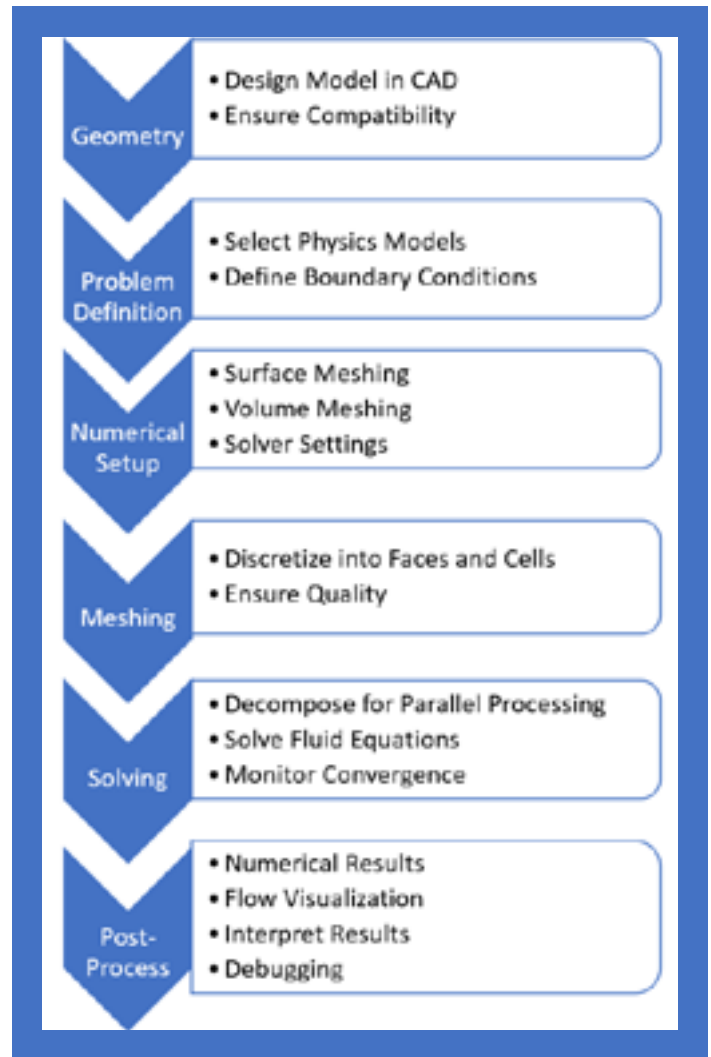 Geometry
• Design Model in CAD
• Ensure Compatibility
Problem
Definition
• Select Physics Models
• Define Boundary Conditions
Numerical
Setup
• Surface Meshing
• Volume Meshing
• Solver Settings
Meshing
• Discretize into Faces and Cells
• Ensure Quality
Solving
• Decompose for Parallel Processing
• Solve Fluid Equations
• Monitor Convergence
Post-
Process
• Numerical Results
• Flow Visualization
• Interpret Results
• Debugging